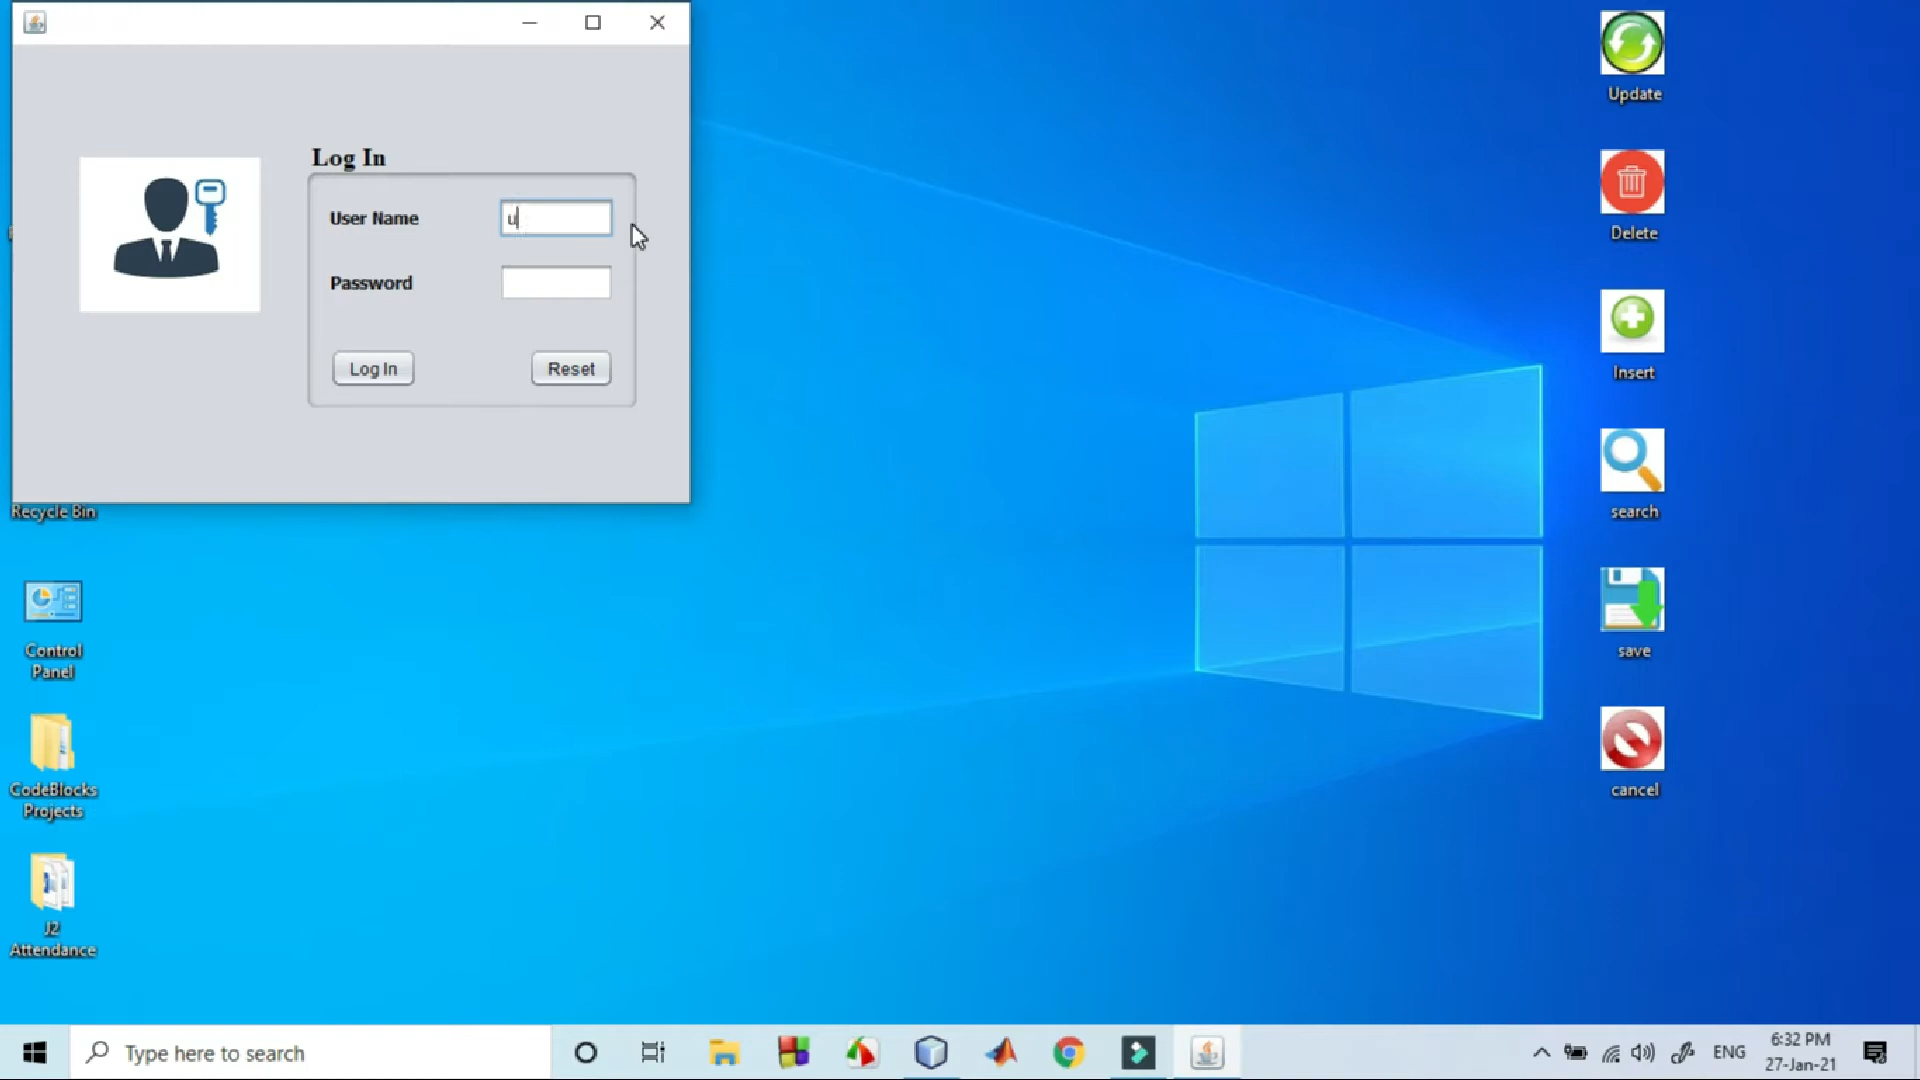 Log In
User Name
u
Password
Log In
Reset
Recycle Bin
Control
Panel
CodeBlocks
Projects
J2
Attendance
Update
Delete
Insert
search
save
cancel
Type here to search
ENG
6:32 PM
27-Jan-21